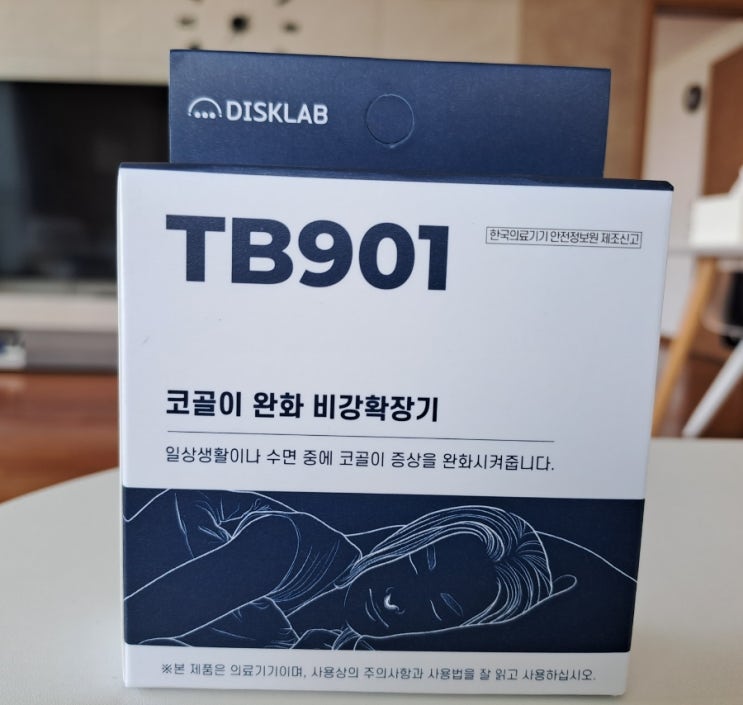 DISKLAB
TB901
한국의료기기안전정보원 제조신고
코골이 완화 비강확장기
일상생활이나 수면 중에 코골이 증상을 완화시켜줍니다.
※본 제품은 의료기기이며, 사용상의 주의사항과 사용법을 잘 읽고 사용하십시오.